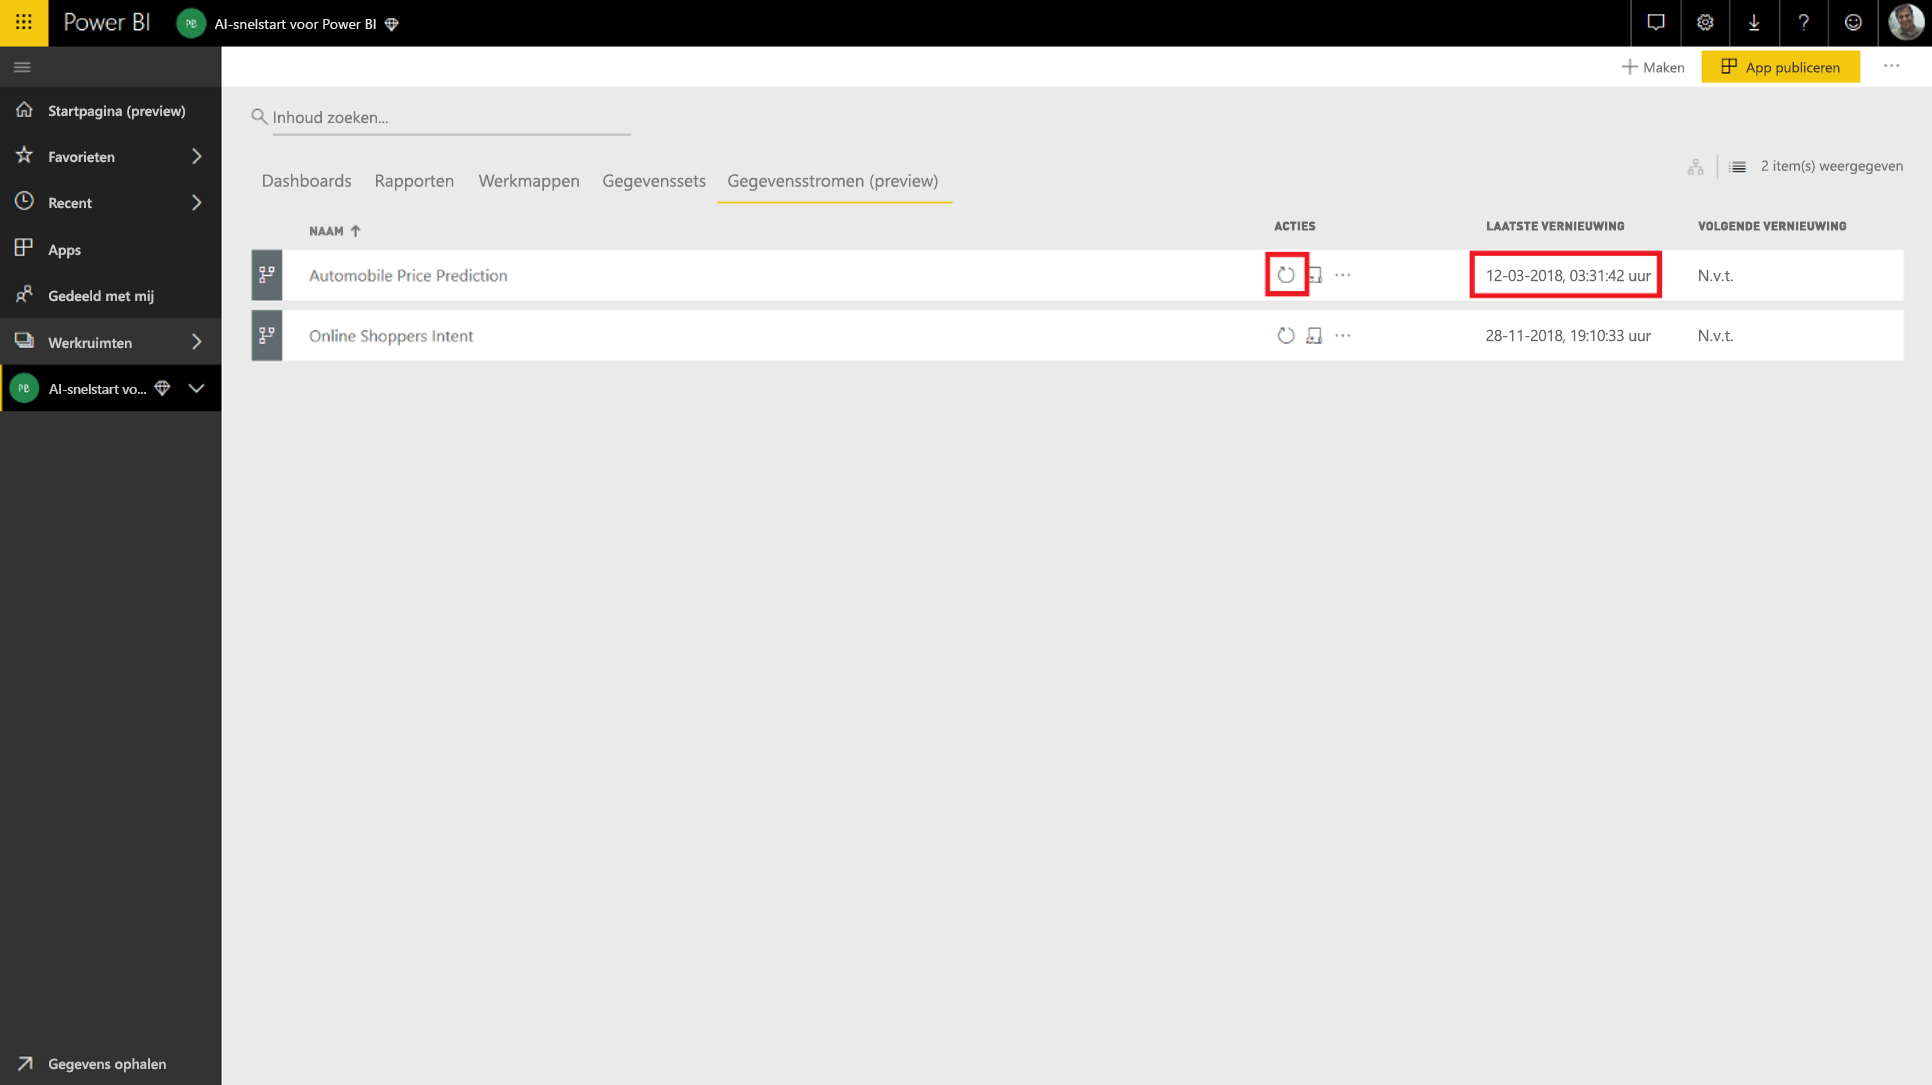 Power BI
PB
AI-snelstart voor Power BI
Maken
App publiceren
Startpagina (preview)
Favorieten
Recent
Apps
Gedeeld met mij
Werkruimten
PB
AI-snelstart vo...
Gegevens ophalen
Inhoud zoeken...
Dashboards
Rapporten
Werkmappen
Gegevenssets
Gegevensstromen (preview)
2 item(s) weergegeven
NAAM
ACTIES
LAATSTE VERNIEUWING
VOLGENDE VERNIEUWING
Automobile Price Prediction
12-03-2018, 03:31:42 uur
N.v.t.
Online Shoppers Intent
28-11-2018, 19:10:33 uur
N.v.t.